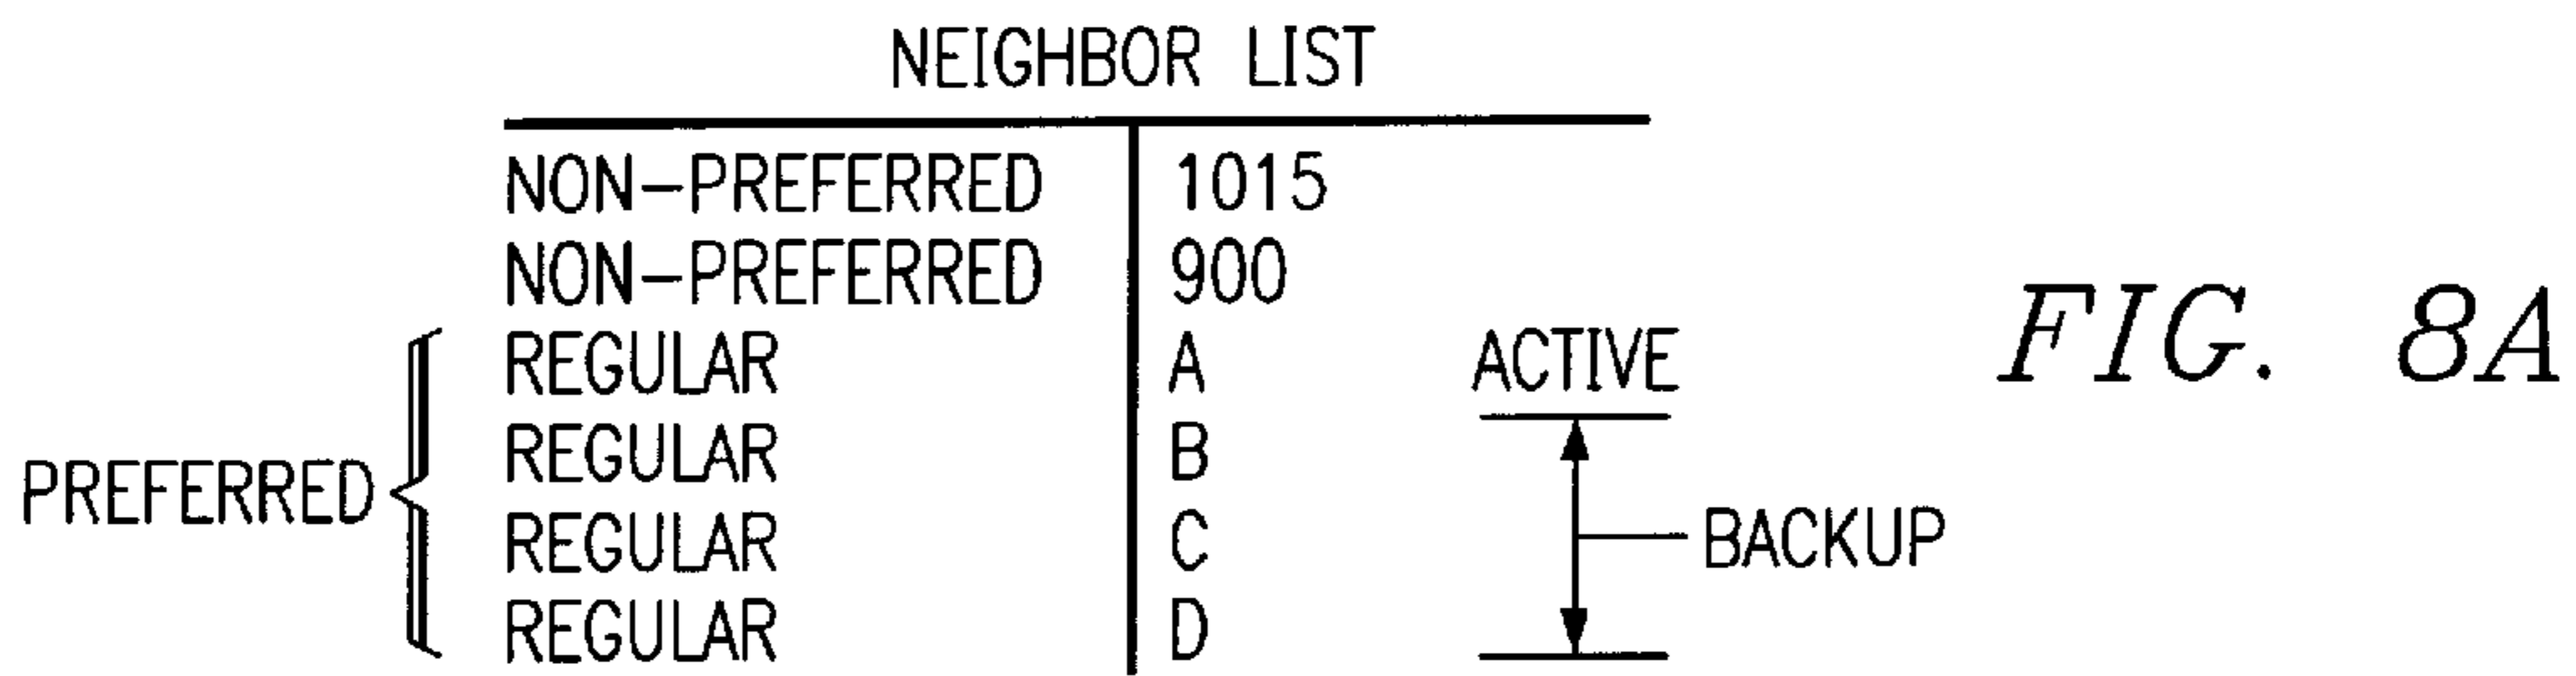 NEIGHBOR LIST
NON-PREFERRED 1015
NON-PREFERRED 900
REGULAR A ACTIVE
REGULAR B
PREFERRED
REGULAR C BACKUP
REGULAR D
FIG. 8A